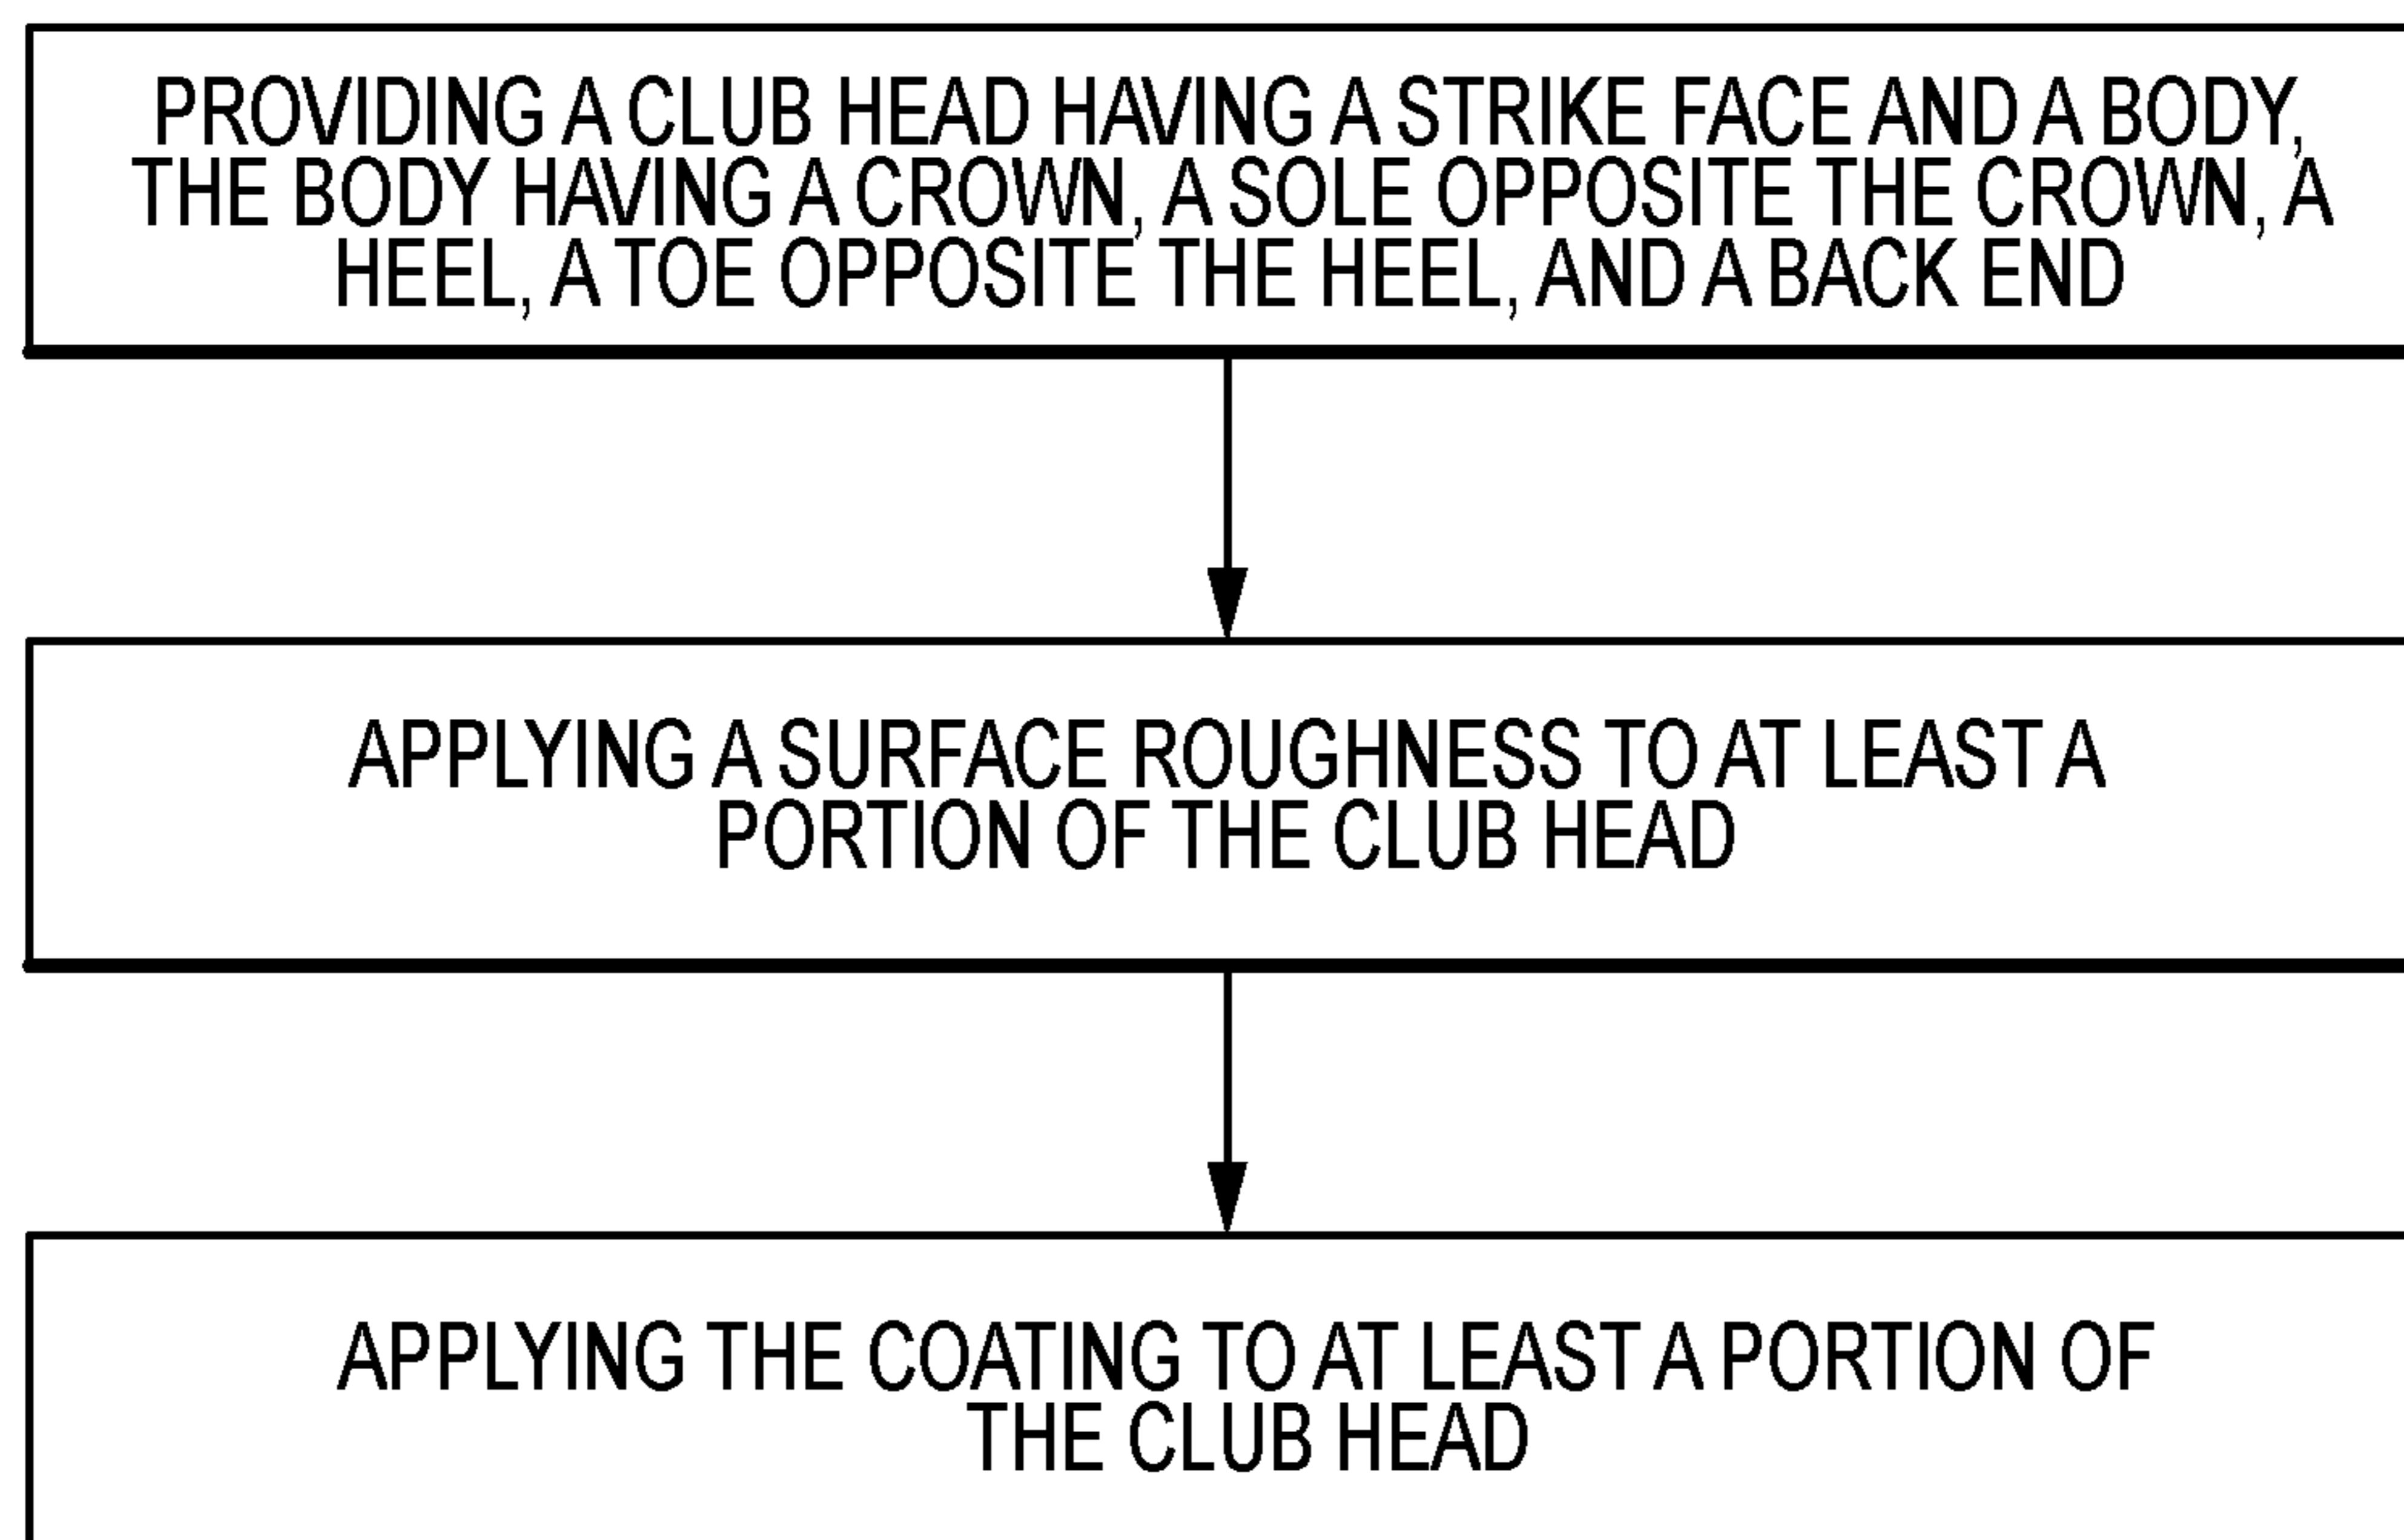 PROVIDING A CLUB HEAD HAVING A STRIKE FACE AND A BODY,
THE BODY HAVING A CROWN, A SOLE OPPOSITE THE CROWN, A
HEEL, A TOE OPPOSITE THE HEEL, AND A BACK END
APPLYING A SURFACE ROUGHNESS TO AT LEAST A
PORTION OF THE CLUB HEAD
APPLYING THE COATING TO AT LEAST A PORTION OF
THE CLUB HEAD